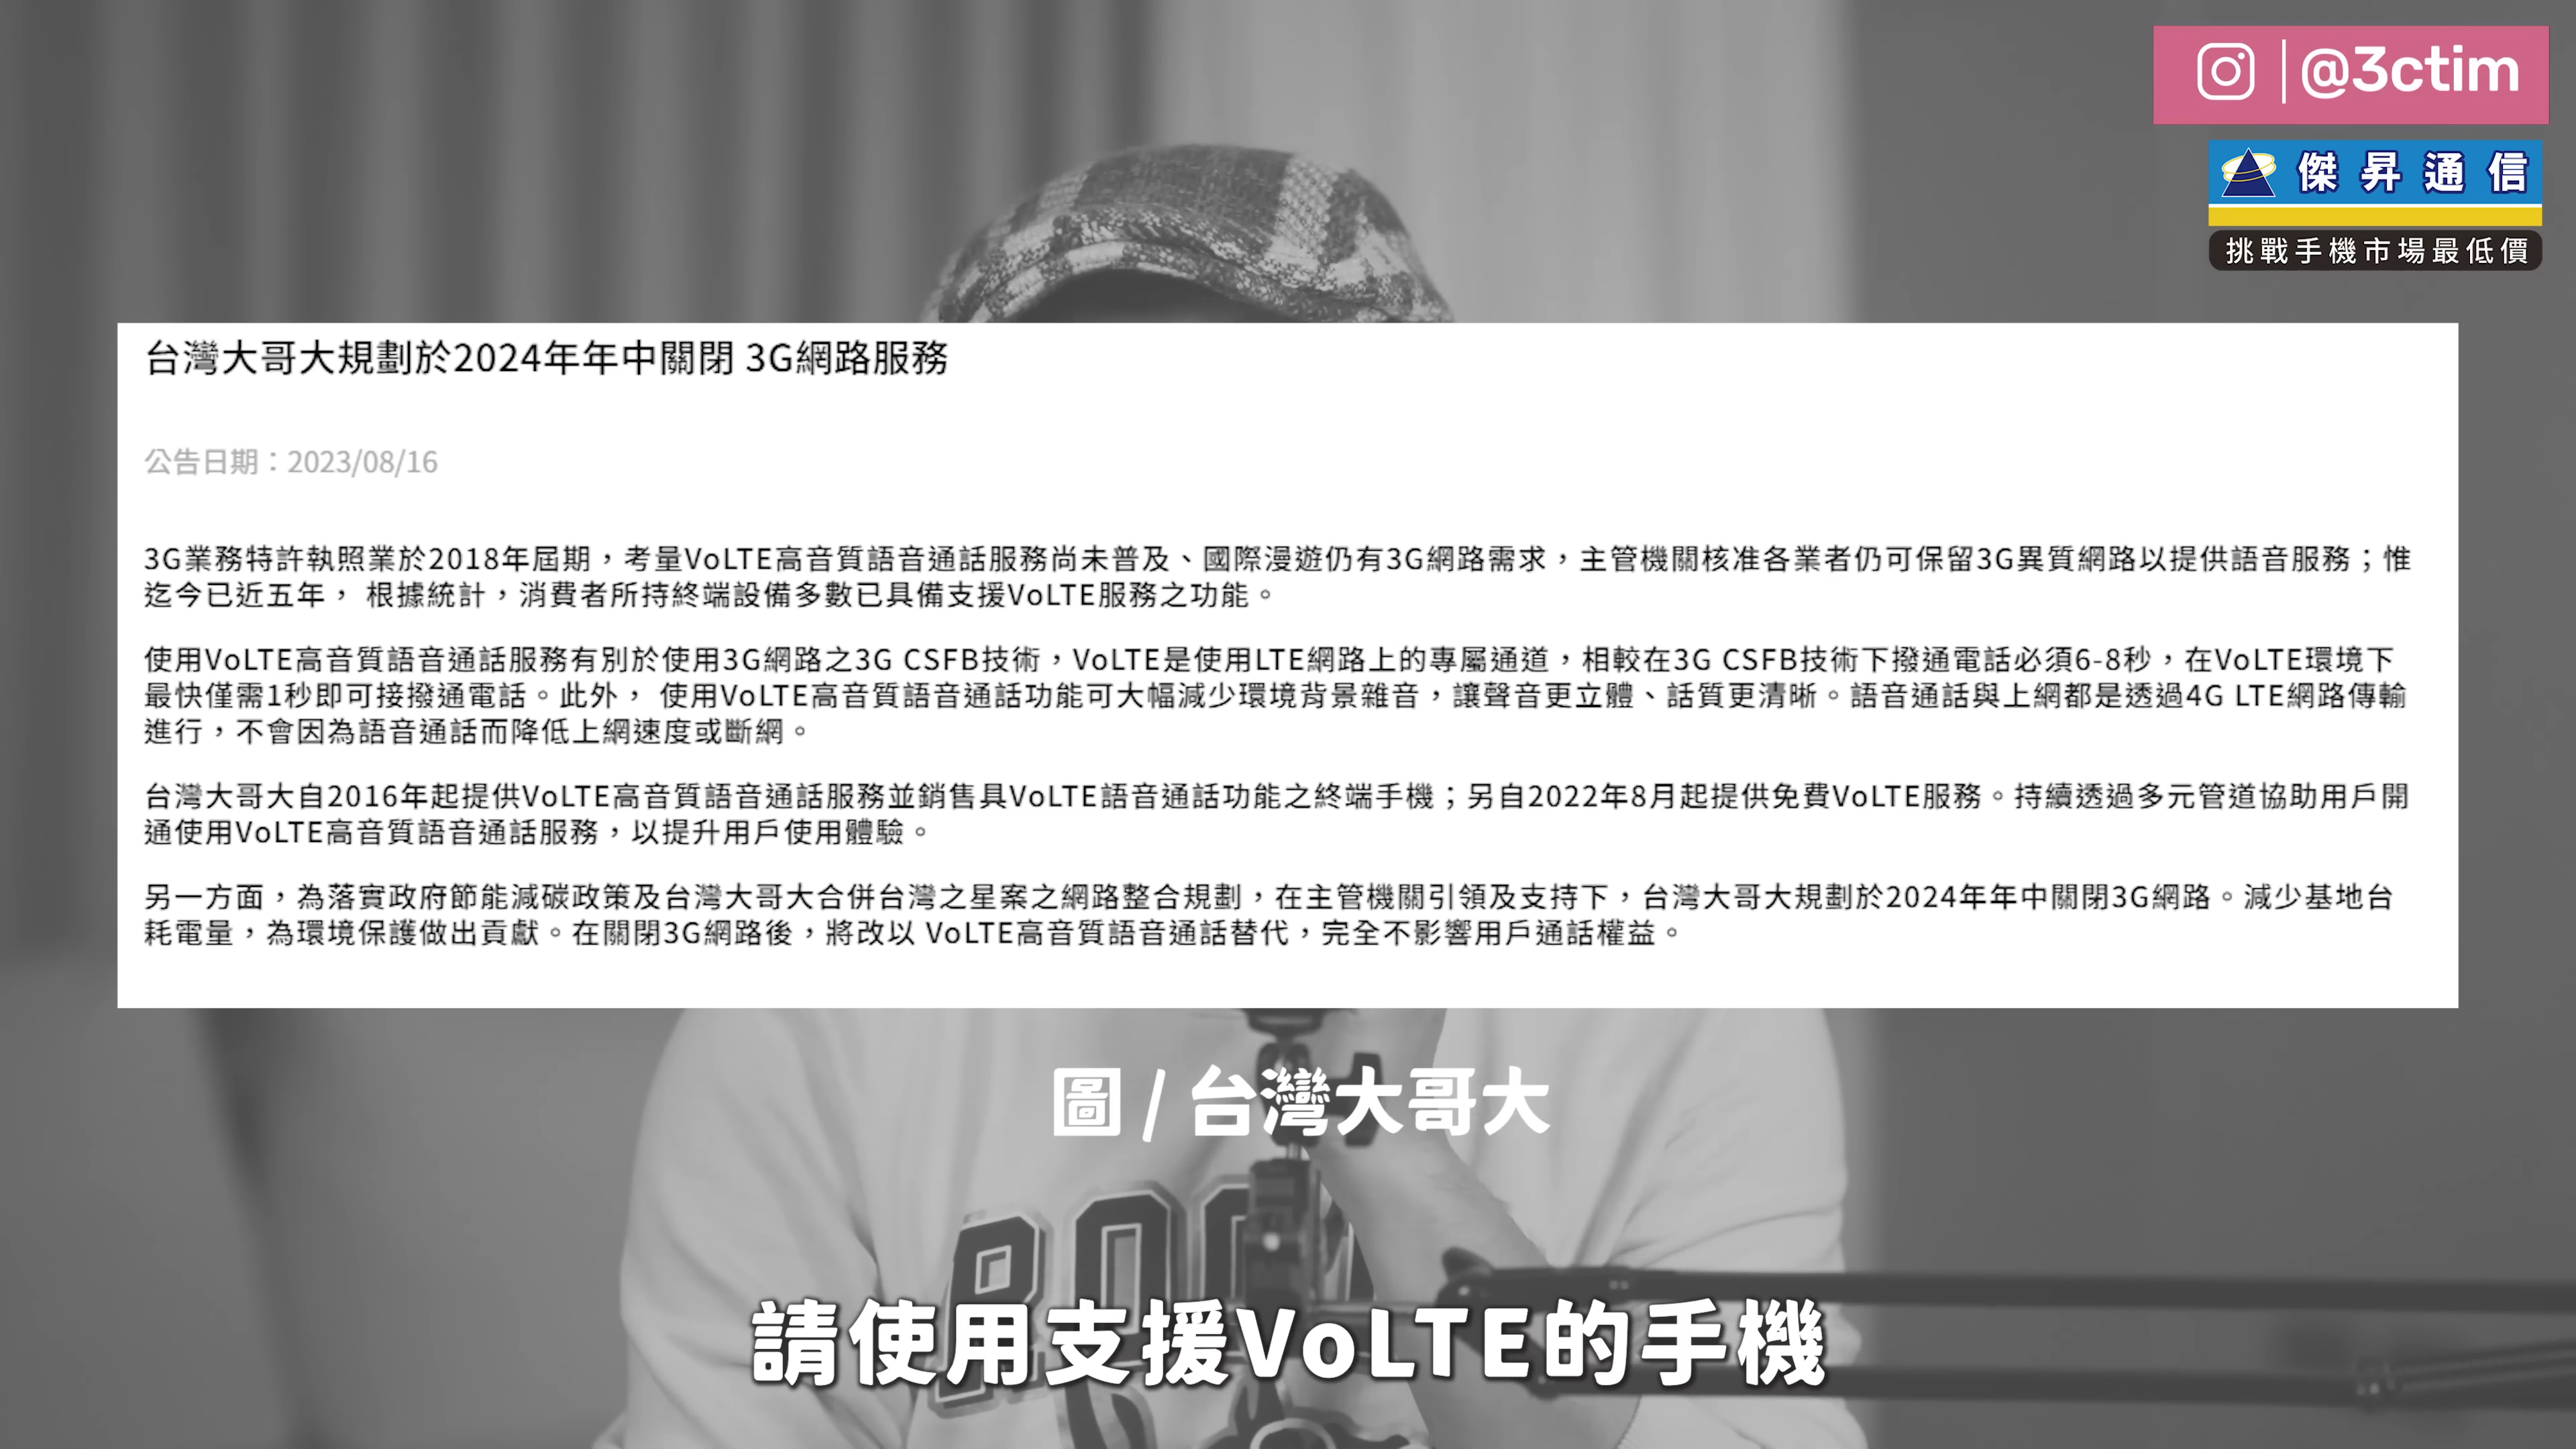 @3ctim
傑昇通信
挑戰手機市場最低價
台灣大哥大規劃於2024年年中關閉 3G網路服務
公告日期：2023/08/16
3G業務特許執照業於2018年屆期，考量VoLTE高音質語音通話服務尚未普及、國際漫遊仍有3G網路需求，主管機關核准各業者仍可保留3G異質網路以提供語音服務；惟
迄今已近五年， 根據統計，消費者所持終端設備多數已具備支援VoLTE服務之功能。
使用VoLTE高音質語音通話服務有別於使用3G網路之3G CSFB技術，VoLTE是使用LTE網路上的專屬通道，相較在3G CSFB技術下撥通電話必須6-8秒，在VoLTE環境下
最快僅需1秒即可接撥通電話。此外， 使用VoLTE高音質語音通話功能可大幅減少環境背景雜音，讓聲音更立體、話質更清晰。語音通話與上網都是透過4G LTE網路傳輸
進行，不會因為語音通話而降低上網速度或斷網。
台灣大哥大自2016年起提供VoLTE高音質語音通話服務並銷售具VoLTE語音通話功能之終端手機；另自2022年8月起提供免費VoLTE服務。持續透過多元管道協助用戶開
通使用VoLTE高音質語音通話服務，以提升用戶使用體驗。
另一方面，為落實政府節能減碳政策及台灣大哥大合併台灣之星案之網路整合規劃，在主管機關引領及支持下，台灣大哥大規劃於2024年年中關閉3G網路。減少基地台
耗電量，為環境保護做出貢獻。在關閉3G網路後，將改以 VoLTE高音質語音通話替代，完全不影響用戶通話權益。
圖 / 台灣大哥大
請使用支援VoLTE的手機